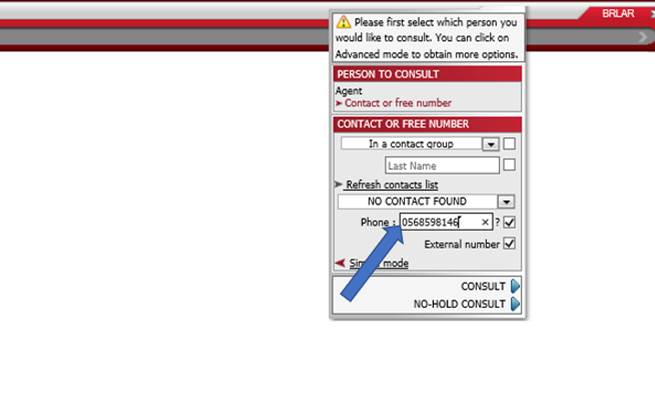 BRLAR
Please first select which person you
would like to consult. You can click on
Advanced mode to obtain more options.
PERSON TO CONSULT
Agent
Contact or free number
CONTACT OR FREE NUMBER
In a contact group
Last Name
Refresh contacts list
NO CONTACT FOUND
Phone : 0568598146 × ?
External number
mode
CONSULT
NO-HOLD CONSULT